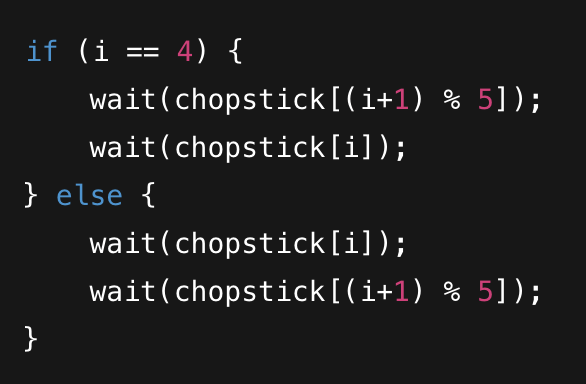 if (i == 4) {
    wait(chopstick[(i+1) % 5]);
    wait(chopstick[i]);
} else {
    wait(chopstick[i]);
    wait(chopstick[(i+1) % 5]);
}